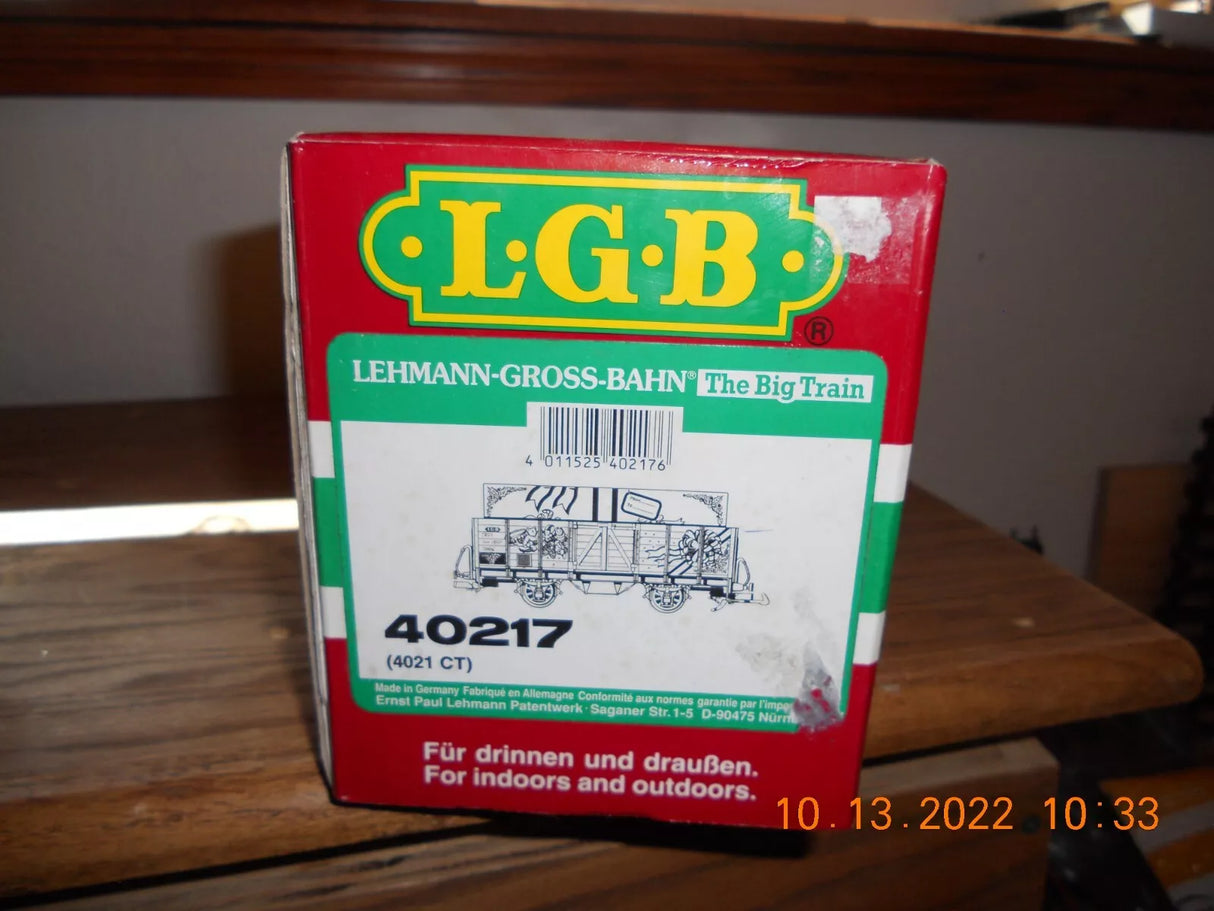 L·G·B
®
LEHMANN-GROSS-BAHN® The Big Train
4 011525 402176
40217
(4021 CT)
Made in Germany Fabriqué en Allemagne Conformité aux normes garantie par l'impor
Ernst Paul Lehmann Patentwerk · Saganer Str. 1-5 D-90475 Nürn
Für drinnen und draußen.
For indoors and outdoors.
10.13.2022 10:33